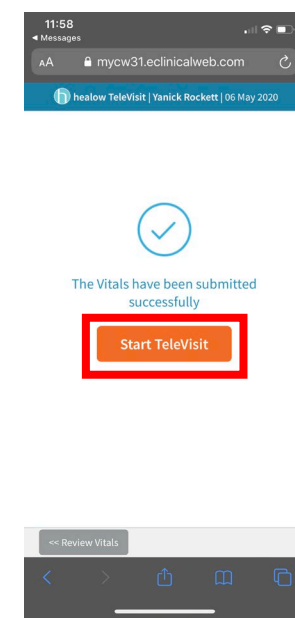 11:58
◀ Messages
AA mycw31.eclinicalweb.com
h healow TeleVisit | Yanick Rockett | 06 May 2020
The Vitals have been submitted
successfully
Start TeleVisit
<< Review Vitals